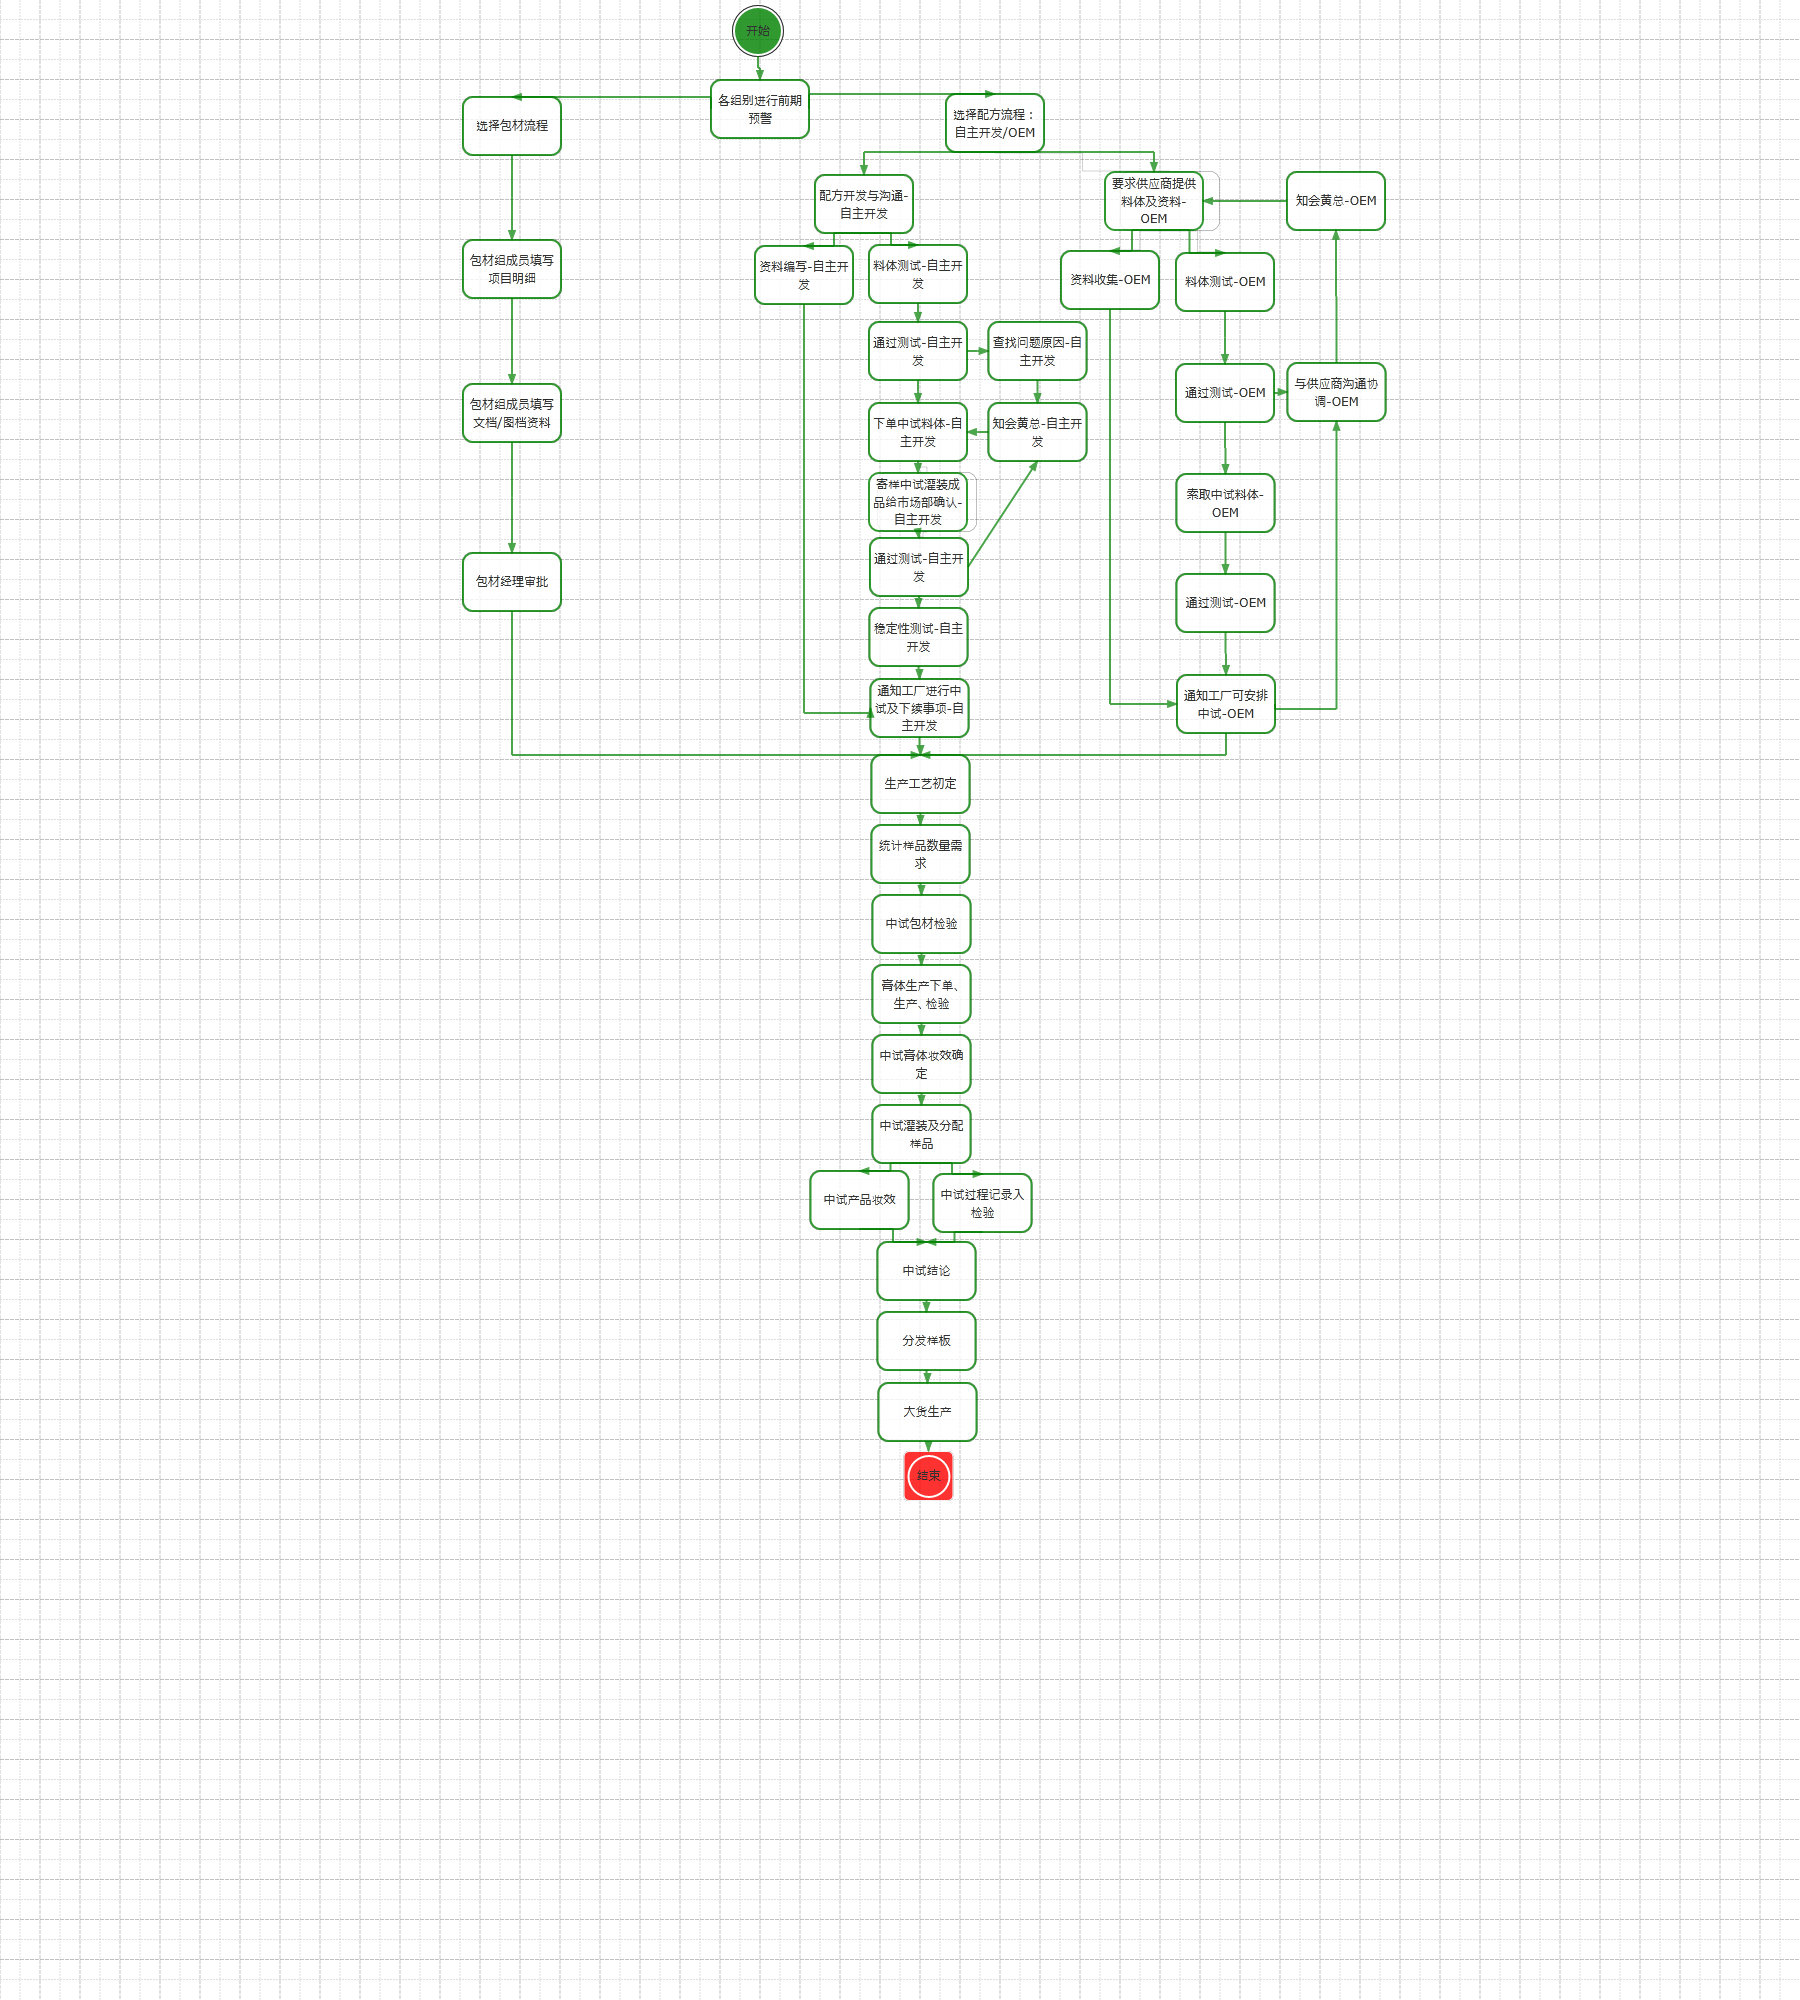 开始
各组别进行前期
预警
选择包材流程
选择配方流程：
自主开发/OEM
配方开发与沟通-
自主开发
要求供应商提供
料体及资料-
OEM
知会黄总-OEM
资料编写-自主开
发
料体测试-自主开
发
资料收集-OEM
料体测试-OEM
包材组成员填写
项目明细
通过测试-自主开
发
查找问题原因-自
主开发
通过测试-OEM
与供应商沟通协
调-OEM
包材组成员填写
文档/图档资料
下单中试料体-自
主开发
知会黄总-自主开
发
寄样中试灌装成
品给市场部确认-
自主开发
索取中试料体-
OEM
通过测试-自主开
发
包材经理审批
通过测试-OEM
稳定性测试-自主
开发
通知工厂进行中
试及下续事项-自
主开发
通知工厂可安排
中试-OEM
生产工艺初定
统计样品数量需
求
中试包材检验
膏体生产下单、
生产、检验
中试膏体妆效确
定
中试灌装及分配
样品
中试产品妆效
中试过程记录入
检验
中试结论
分发样板
大货生产
结束